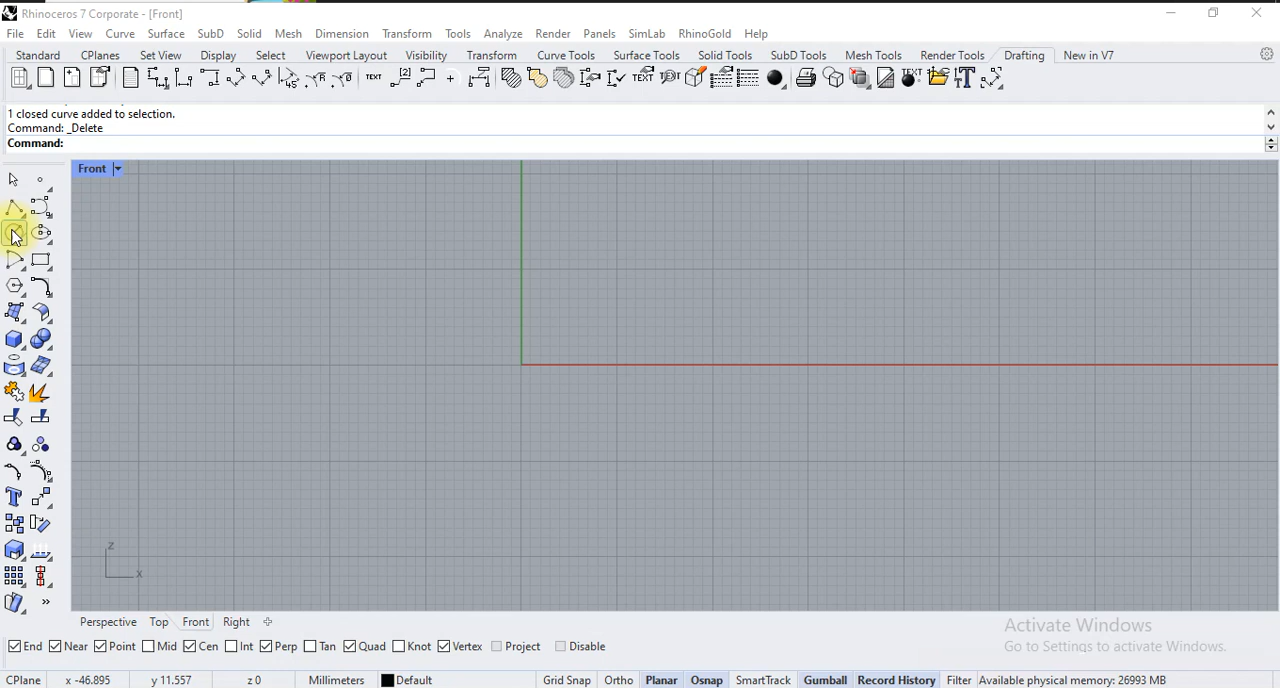 Rhinoceros 7 Corporate - [Front]
File Edit View Curve Surface SubD Solid Mesh Dimension Transform Tools Analyze Render Panels SimLab RhinoGold Help
Standard CPlanes Set View Display Select Viewport Layout Visibility Transform Curve Tools Surface Tools Solid Tools SubD Tools Mesh Tools Render Tools Drafting New in V7
TEXT TEXT TEXT
1 closed curve added to selection.
Command: _Delete
Command:
Front
z
x
Perspective Top Front Right
Activate Windows
Go to Settings to activate Windows.
End Near Point Mid Cen Int Perp Tan Quad Knot Vertex Project Disable
CPlane x -46.895 y 11.557 z 0 Millimeters Default Grid Snap Ortho Planar Osnap SmartTrack Gumball Record History Filter Available physical memory: 26993 MB